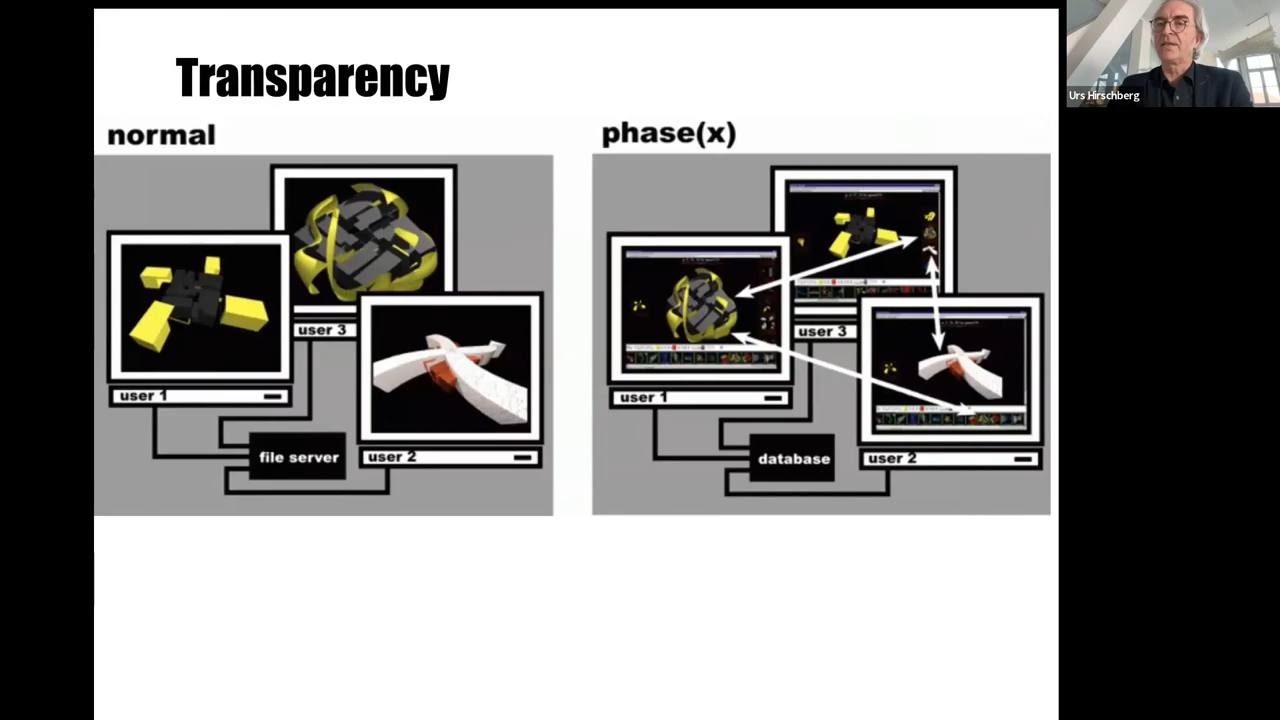 Transparency
normal
user 1
user 3
user 2
file server
phase(x)
user 1
user 3
user 2
database
Urs Hirschberg